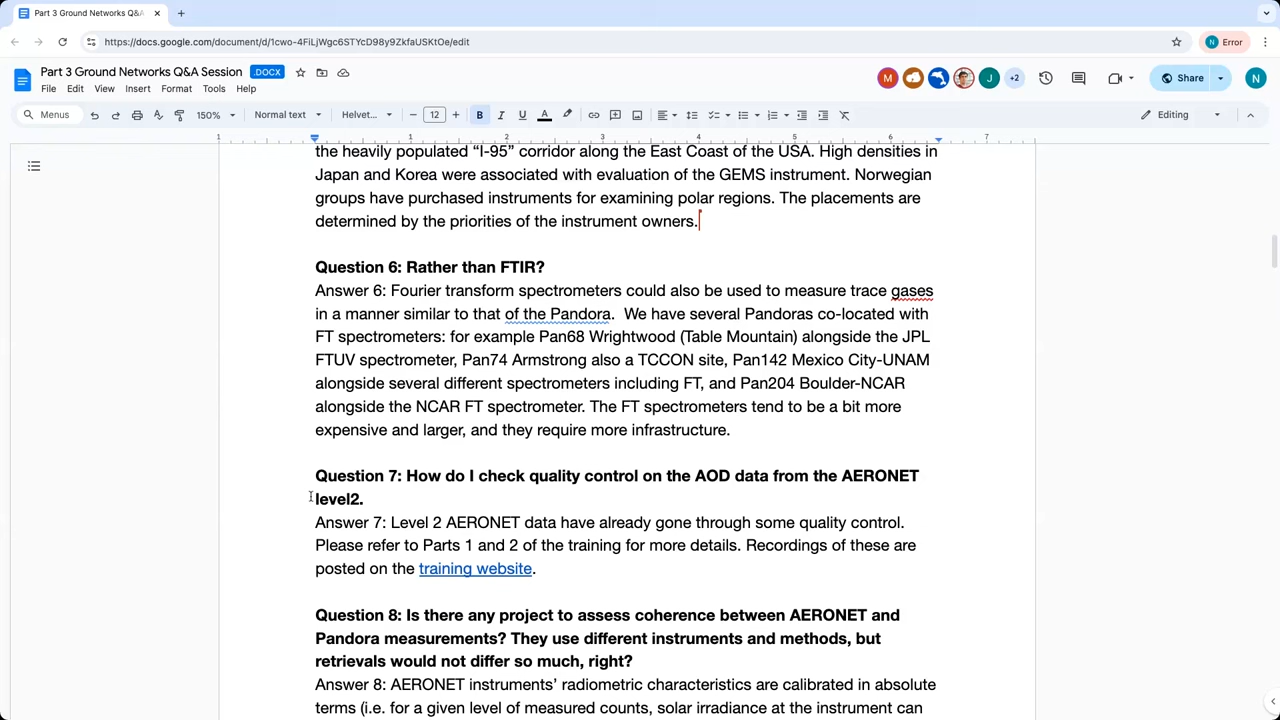 Part 3 Ground Networks Q&A
https://docs.google.com/document/d/1cwo-4FiLjWgc6STYcD98y9ZkfaUSKtOe/edit
N Error
Part 3 Ground Networks Q&A Session .DOCX
M J +2 Share N
File Edit View Insert Format Tools Help
Menus 150% Normal text Helvet... 12 B I U A Editing
1 1 2 3 4 5 6 7
the heavily populated “I-95” corridor along the East Coast of the USA. High densities in
Japan and Korea were associated with evaluation of the GEMS instrument. Norwegian
groups have purchased instruments for examining polar regions. The placements are
determined by the priorities of the instrument owners.
Question 6: Rather than FTIR?
Answer 6: Fourier transform spectrometers could also be used to measure trace gases
in a manner similar to that of the Pandora.  We have several Pandoras co-located with
FT spectrometers: for example Pan68 Wrightwood (Table Mountain) alongside the JPL
FTUV spectrometer, Pan74 Armstrong also a TCCON site, Pan142 Mexico City-UNAM
alongside several different spectrometers including FT, and Pan204 Boulder-NCAR
alongside the NCAR FT spectrometer. The FT spectrometers tend to be a bit more
expensive and larger, and they require more infrastructure.
Question 7: How do I check quality control on the AOD data from the AERONET
level2.
Answer 7: Level 2 AERONET data have already gone through some quality control.
Please refer to Parts 1 and 2 of the training for more details. Recordings of these are
posted on the training website.
Question 8: Is there any project to assess coherence between AERONET and
Pandora measurements? They use different instruments and methods, but
retrievals would not differ so much, right?
Answer 8: AERONET instruments’ radiometric characteristics are calibrated in absolute
terms (i.e. for a given level of measured counts, solar irradiance at the instrument can